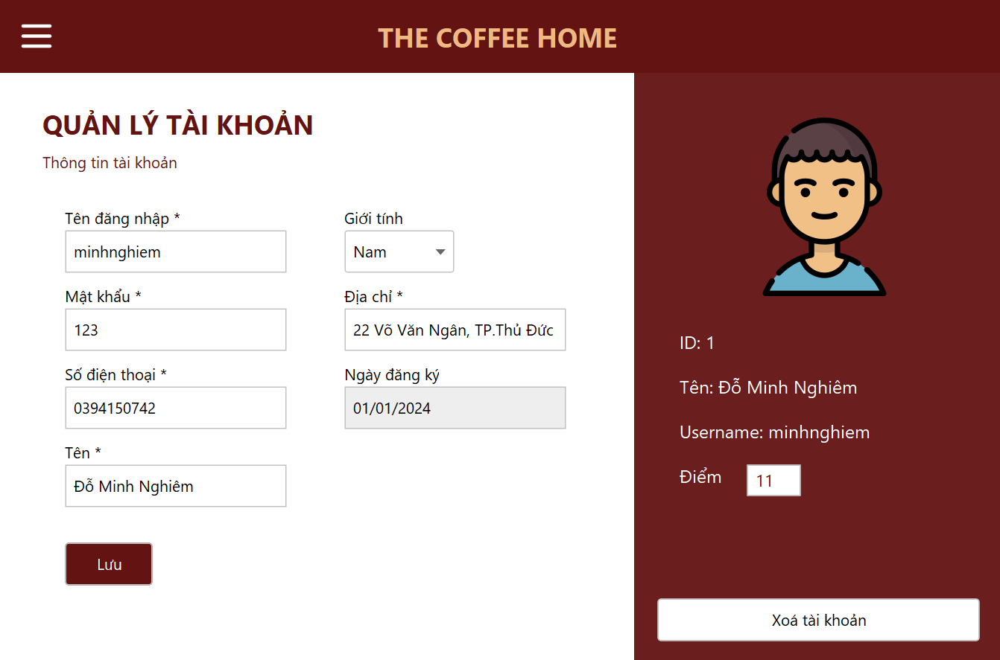 THE COFFEE HOME
QUẢN LÝ TÀI KHOẢN
Thông tin tài khoản
Tên đăng nhập *
minhnghiem
Mật khẩu *
123
Số điện thoại *
0394150742
Tên *
Đỗ Minh Nghiêm
Lưu
Giới tính
Nam
Địa chỉ *
22 Võ Văn Ngân, TP.Thủ Đức
Ngày đăng ký
01/01/2024
ID: 1
Tên: Đỗ Minh Nghiêm
Username: minhnghiem
Điểm 11
Xoá tài khoản